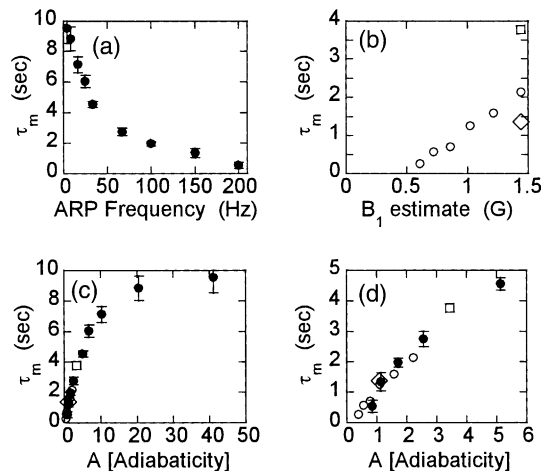 10
8
6
4
2
0
τm (sec)
(a)
0 50 100 150 200
ARP Frequency (Hz)
4
3
2
1
0
τm (sec)
(b)
0 0.5 1 1.5
B1 estimate (G)
10
8
6
4
2
0
τm (sec)
(c)
0 10 20 30 40 50
A [Adiabaticity]
5
4
3
2
1
0
τm (sec)
(d)
0 1 2 3 4 5 6
A [Adiabaticity]